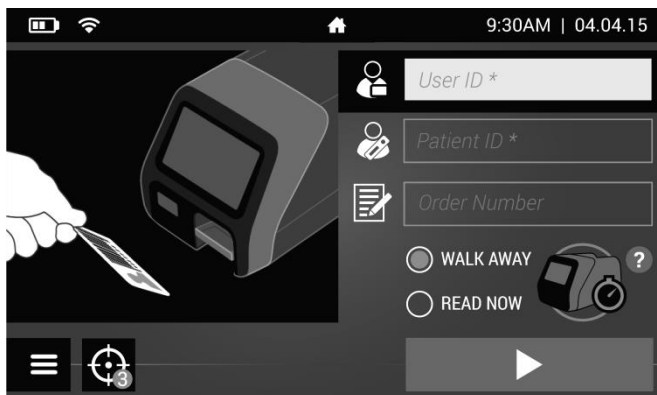 9:30AM | 04.04.15
User ID *
Patient ID *
Order Number
WALK AWAY
?
READ NOW
3